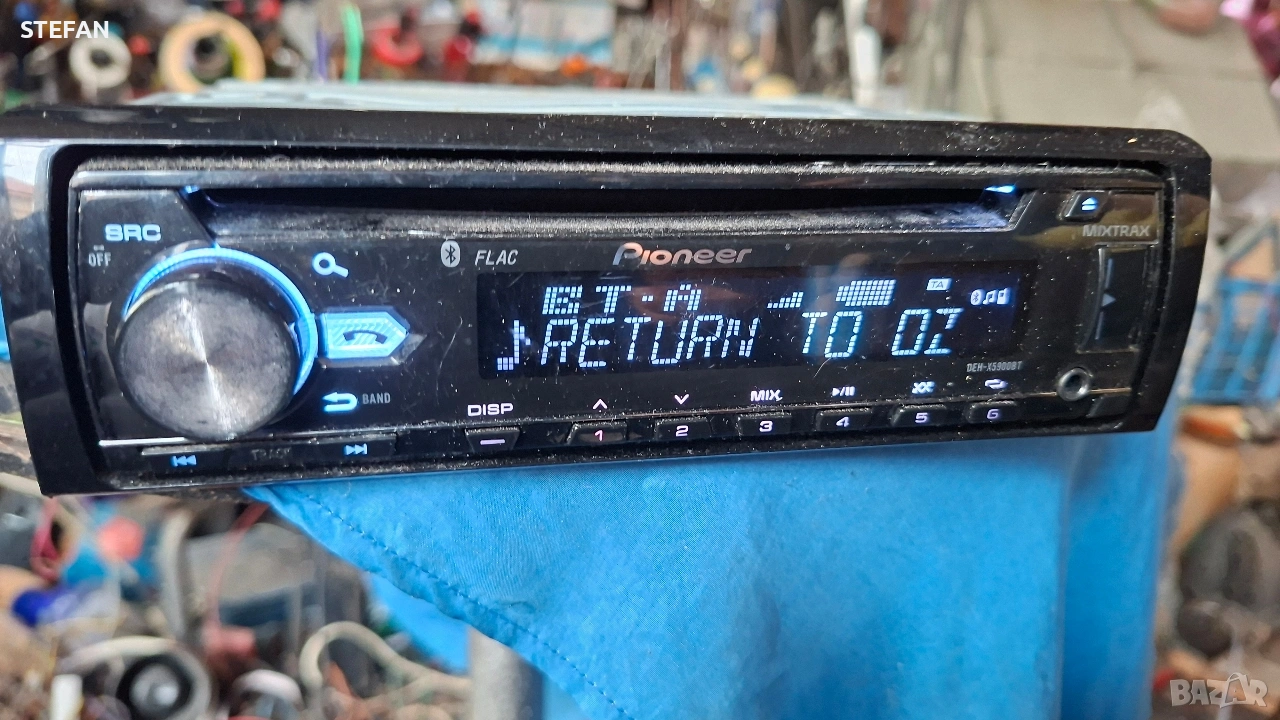 STEFAN
SRC
OFF
FLAC
Pioneer
MIXTRAX
BT-A
TA
RETURN TO OZ
DEH-X5900BT
BAND
DISP
MIX
1 2 3 4 5 6
TRACK
BAZAR